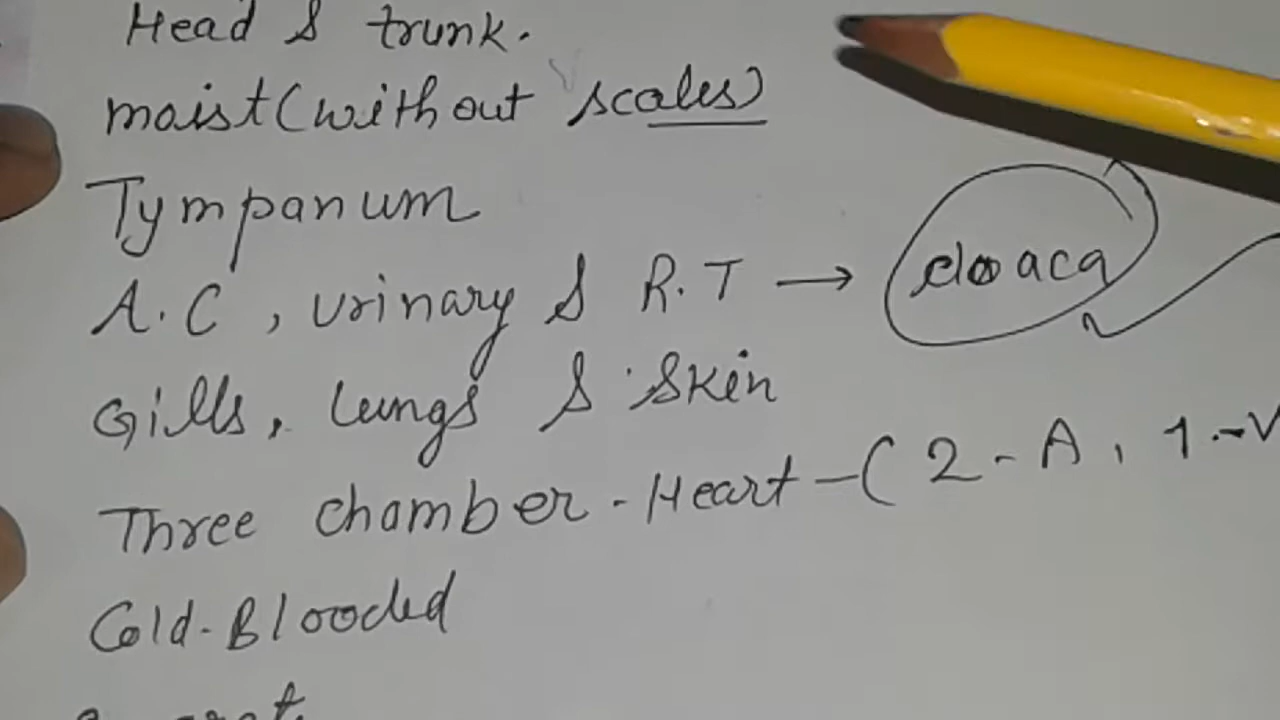 Head & trunk.
moist (without scales)
Tympanum
A.C, urinary & R.T → cloaca
Gills, lungs & skin
Three chamber - Heart - ( 2 - A, 1 - V
Cold-Blooded